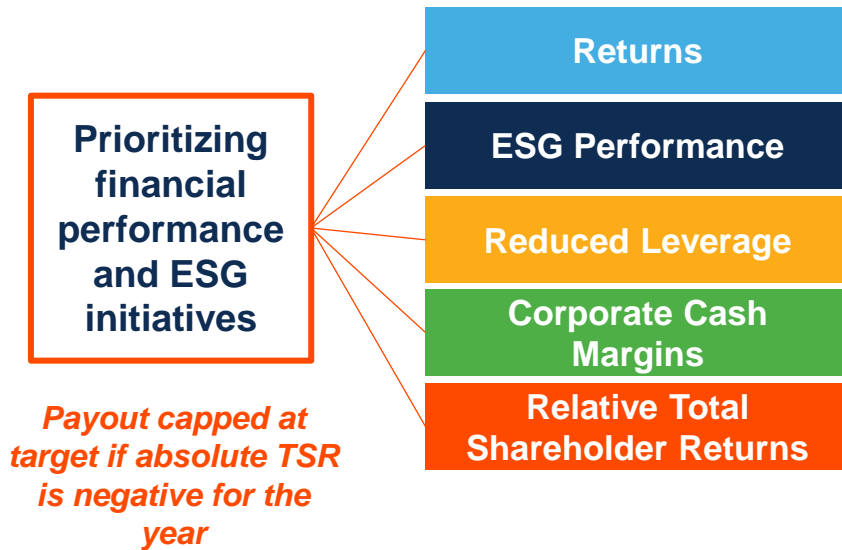 Prioritizing
financial
performance
and ESG
initiatives
Payout capped at
target if absolute TSR
is negative for the
year
Returns
ESG Performance
Reduced Leverage
Corporate Cash
Margins
Relative Total
Shareholder Returns